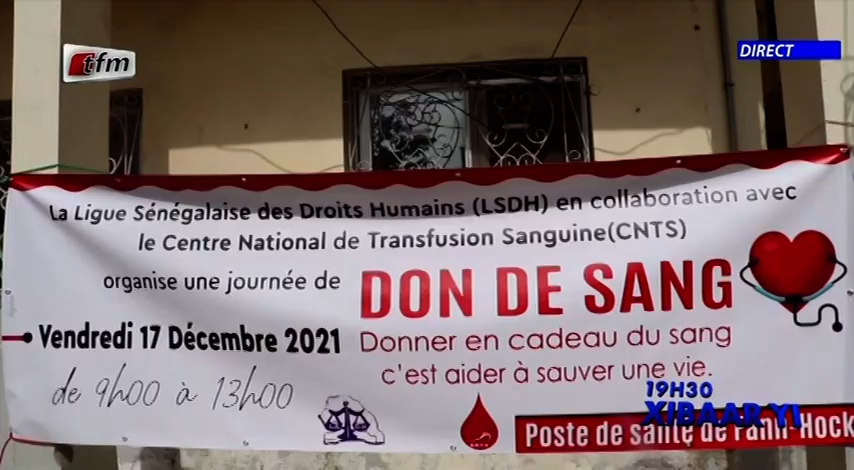 tfm
DIRECT
La Ligue Sénégalaise des Droits Humains (LSDH) en collaboration avec
le Centre National de Transfusion Sanguine(CNTS)
organise une journée de DON DE SANG
Vendredi 17 Décembre 2021
Donner en cadeau du sang
c'est aider à sauver une vie.
de 9h00 à 13h00
19H30
XIBAAR YI
Poste de santé de Fann-Hock